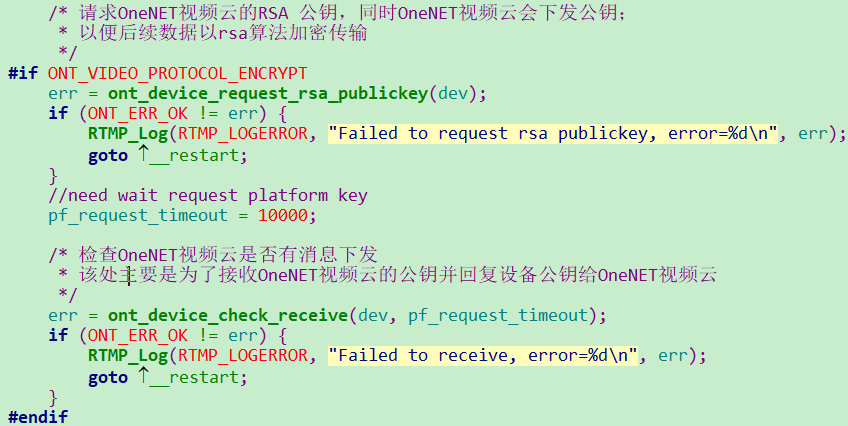 /* 请求OneNET视频云的RSA 公钥，同时OneNET视频云会下发公钥；
* 以便后续数据以rsa算法加密传输
*/
#if ONT_VIDEO_PROTOCOL_ENCRYPT
err = ont_device_request_rsa_publickey(dev);
if (ONT_ERR_OK != err) {
RTMP_Log(RTMP_LOGERROR, "Failed to request rsa publickey, error=%d\n", err);
goto ↑__restart;
}
//need wait request platform key
pf_request_timeout = 10000;
/* 检查OneNET视频云是否有消息下发
* 该处主要是为了接收OneNET视频云的公钥并回复设备公钥给OneNET视频云
*/
err = ont_device_check_receive(dev, pf_request_timeout);
if (ONT_ERR_OK != err) {
RTMP_Log(RTMP_LOGERROR, "Failed to receive, error=%d\n", err);
goto ↑__restart;
}
#endif